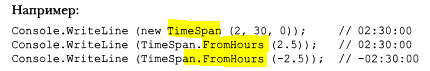 Например:
Console.WriteLine (new TimeSpan (2, 30, 0)); // 02:30:00
Console.WriteLine (TimeSpan.FromHours (2.5)); // 02:30:00
Console.WriteLine (TimeSpan.FromHours (-2.5)); // -02:30:00